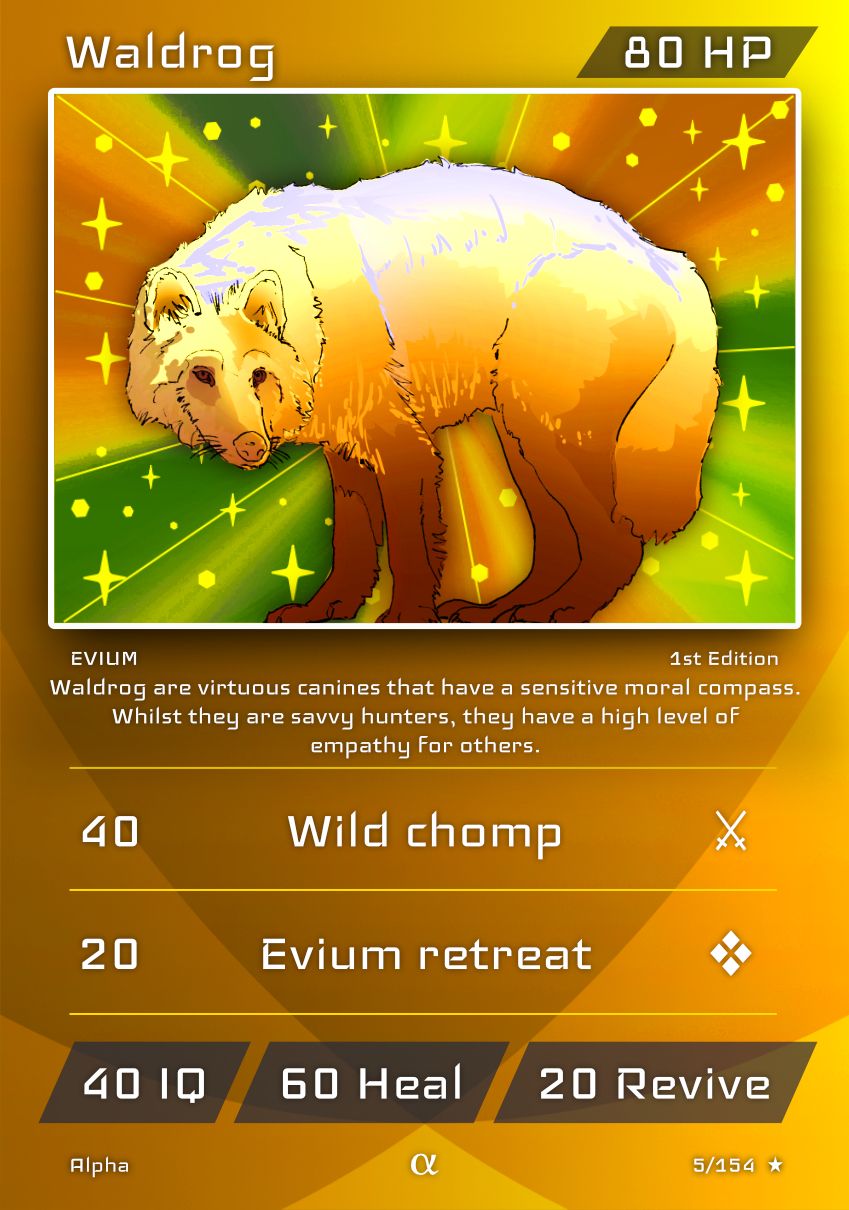 Waldrog
80 HP
EVIUM
1st Edition
Waldrog are virtuous canines that have a sensitive moral compass.
Whilst they are savvy hunters, they have a high level of
empathy for others.
40 Wild chomp
20 Evium retreat
40 IQ
60 Heal
20 Revive
Alpha
α
5/154 ★